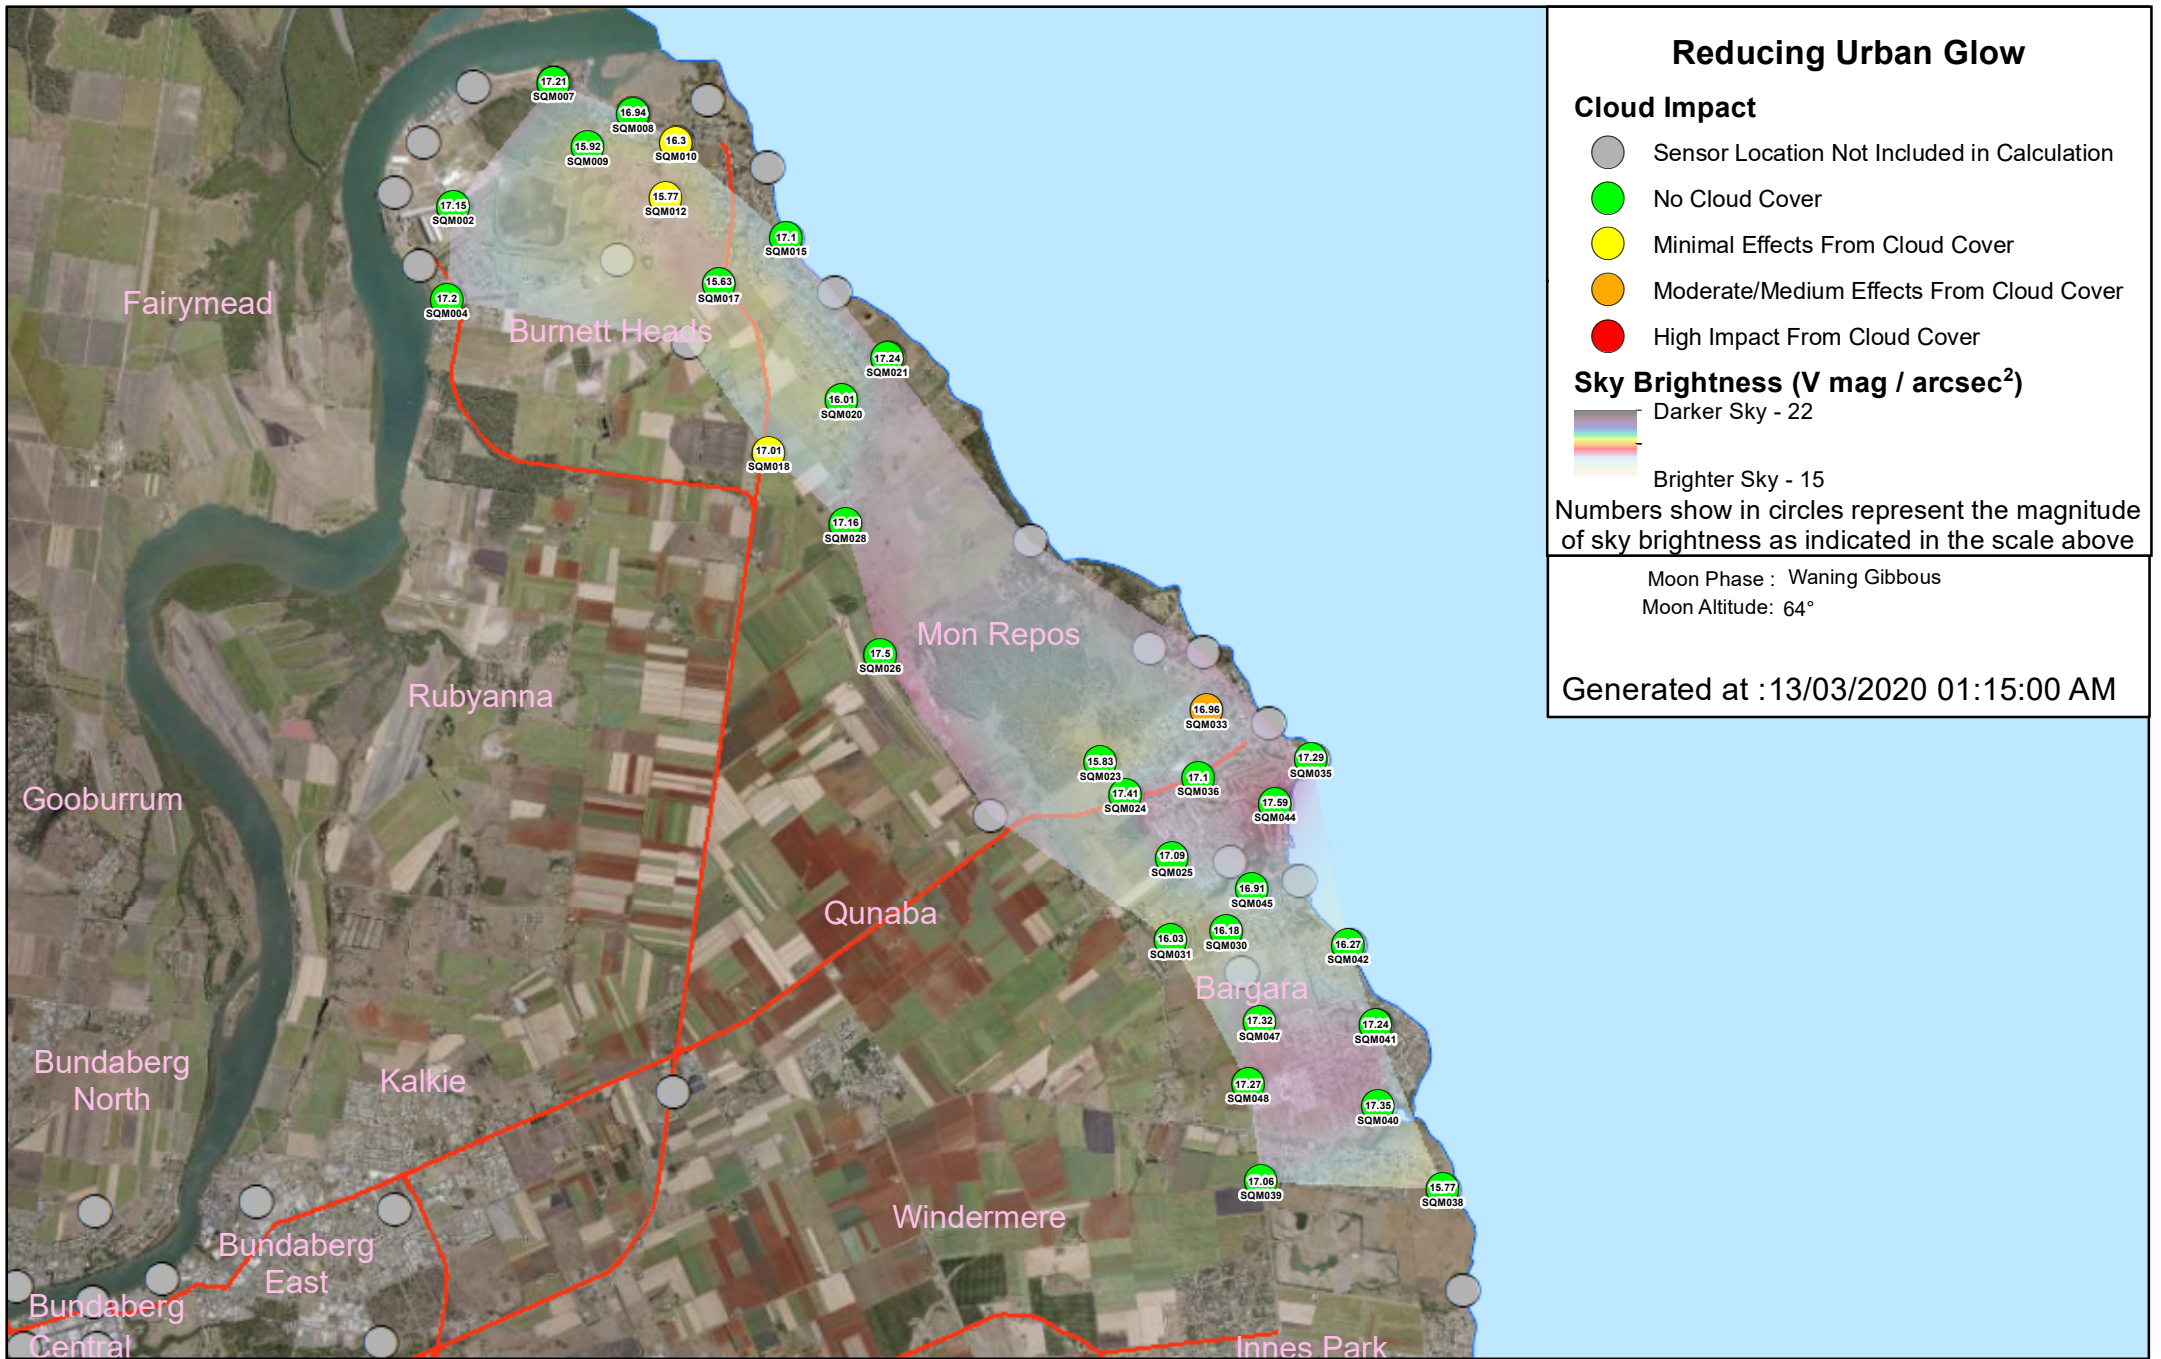 Reducing Urban Glow
Cloud Impact
Sensor Location Not Included in Calculation
No Cloud Cover
Minimal Effects From Cloud Cover
Moderate/Medium Effects From Cloud Cover
High Impact From Cloud Cover
Sky Brightness (V mag / arcsec²)
Darker Sky - 22
Brighter Sky - 15
Numbers show in circles represent the magnitude
of sky brightness as indicated in the scale above
Moon Phase : Waning Gibbous
Moon Altitude: 64°
Generated at :13/03/2020 01:15:00 AM
17.21
SQM007
16.94
SQM008
15.92
SQM009
16.3
SQM010
15.77
SQM012
17.15
SQM002
17.1
SQM015
17.2
SQM004
15.63
SQM017
Fairymead
Burnett Heads
17.24
SQM021
16.01
SQM020
17.01
SQM018
17.16
SQM028
Mon Repos
17.5
SQM026
Rubyanna
16.96
SQM033
15.83
SQM023
17.41
SQM024
17.1
SQM036
17.29
SQM035
17.59
SQM044
Gooburrum
17.09
SQM025
16.91
SQM045
Qunaba
16.03
SQM031
16.18
SQM030
16.27
SQM042
Bargara
17.32
SQM047
17.24
SQM041
Bundaberg
North
Kalkie
17.27
SQM048
17.35
SQM040
17.06
SQM039
15.77
SQM038
Windermere
Bundaberg
East
Bundaberg
Central
Innes Park